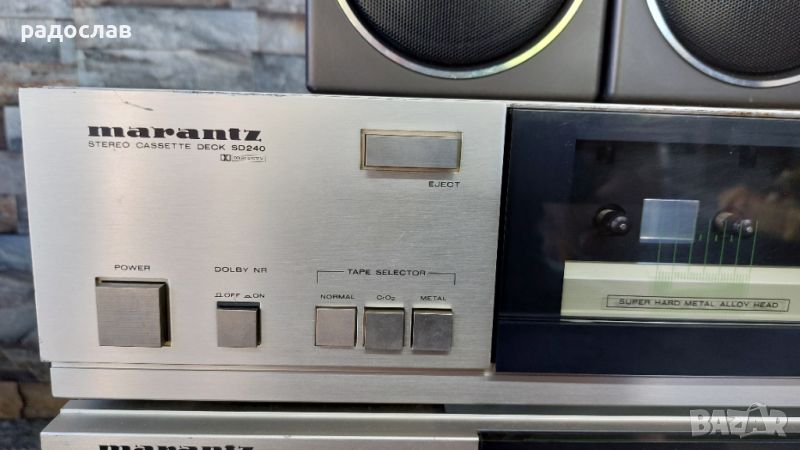 радослав
marantz
STEREO CASSETTE DECK SD240
EJECT
POWER
DOLBY NR
OFF ON
TAPE SELECTOR
NORMAL CrO₂ METAL
SUPER HARD METAL ALLOY HEAD
marantz
BAZAR